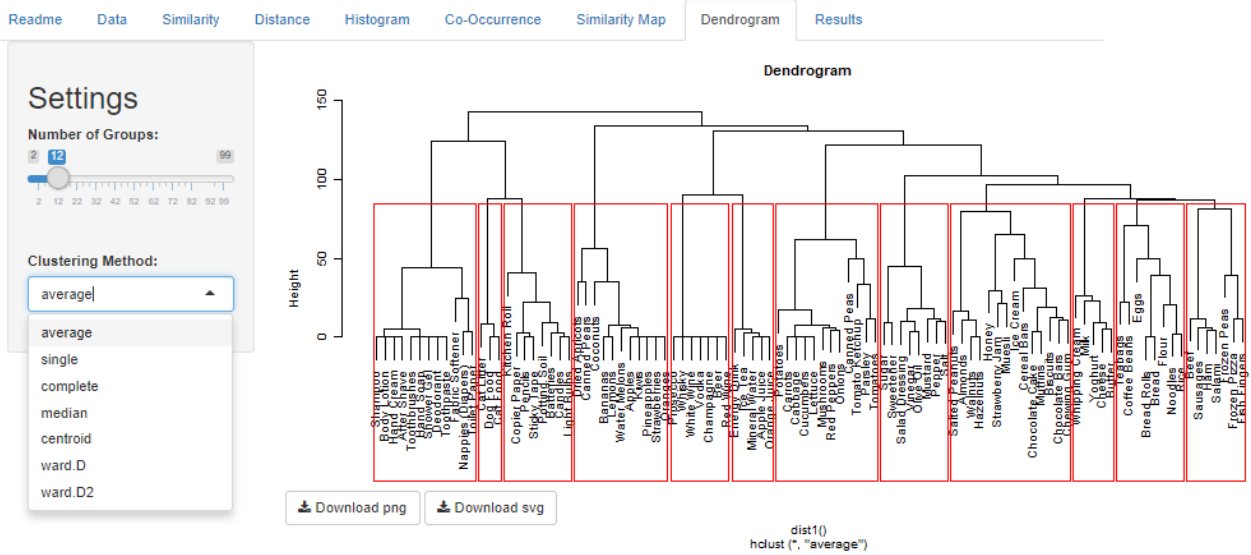 Readme Data Similarity Distance Histogram Co-Occurrence Similarity Map Dendrogram Results
Settings
Number of Groups:
2 12 99
2 12 22 32 42 52 62 72 82 92 99
Clustering Method:
average
average
single
complete
median
centroid
ward.D
ward.D2
Dendrogram
Height
0 50 100 150
Shampoo
Body Lotion
Hand Cream
After Shave
Toothbrushes
Hand Soap
Shower Gel
Deodorant
Toothpaste
Fabric Softener
Nappies (Diapers)
Toilet Paper
Cat Litter
Dog Food
Cat Food
Kitchen Roll
Copier Paper
Pencils
Sticky Tape
Potting Soil
Batteries
Candles
Light Bulbs
Dried Apricots
Canned Pears
Coconuts
Bananas
Lemons
Water Melons
Apples
Kiwis
Pineapples
Strawberries
Oranges
Prosecco
Whisky
White Wine
Vodka
Champagne
Beer
Red Wine
Energy Drink
Ice Tea
Mineral Water
Apple Juice
Orange Juice
Potatoes
Carrots
Cabbage
Cucumbers
Lettuce
Mushrooms
Red Peppers
Onions
Canned Peas
Tomato Ketchup
Parsley
Tomatoes
Sugar
Sweetener
Salad Dressing
Vinegar
Olive Oil
Mustard
Pepper
Salt
Salted Peanuts
Almonds
Walnuts
Hazelnuts
Honey
Strawberry Jam
Muesli
Ice Cream
Cereal Bars
Chocolate Cake
Muffins
Biscuits
Chocolate Bars
Chewing Gum
Whipping Cream
Milk
Yoghurt
Cheese
Butter
Teabags
Coffee Beans
Eggs
Bread Rolls
Bread
Flour
Noodles
Rice
Beef
Sausages
Ham
Salami
Frozen Peas
Frozen Pizza
Fish Fingers
Download png Download svg
dist1()
hclust (*, "average")